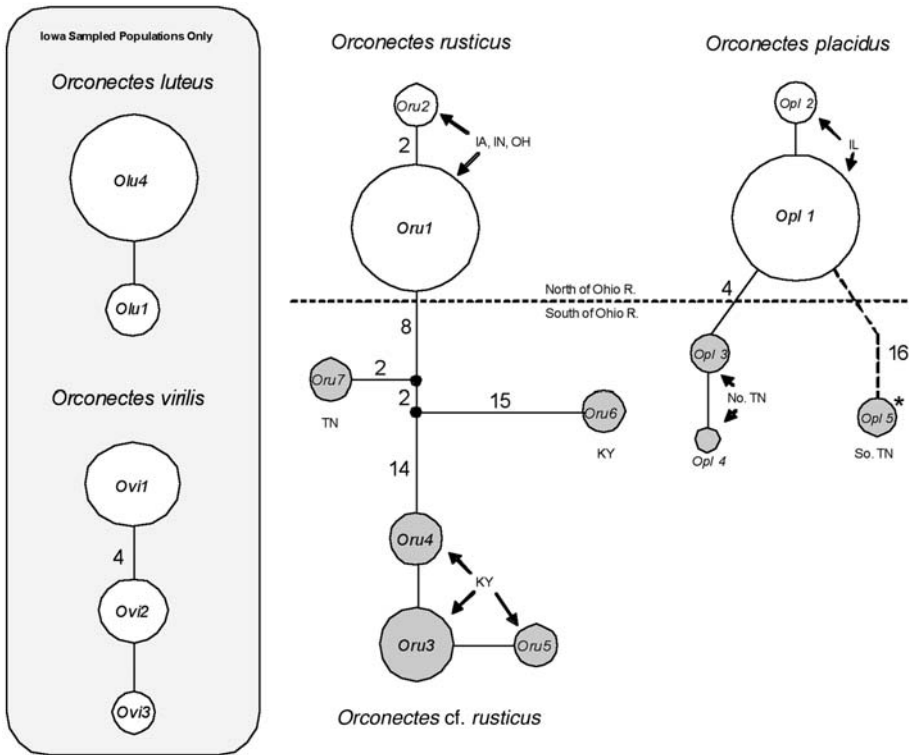 Iowa Sampled Populations Only
Orconectes luteus
Olu4
Olu1
Orconectes virilis
Ovi1
4
Ovi2
Ovi3
Orconectes rusticus
Oru2
2
IA, IN, OH
Oru1
8
Oru7
2
TN
2
15
Oru6
KY
14
Oru4
KY
Oru3
Oru5
Orconectes cf. rusticus
North of Ohio R.
South of Ohio R.
Orconectes placidus
Opl 2
IL
Opl 1
4
16
Opl 3
No. TN
Opl 4
Opl 5 *
So. TN